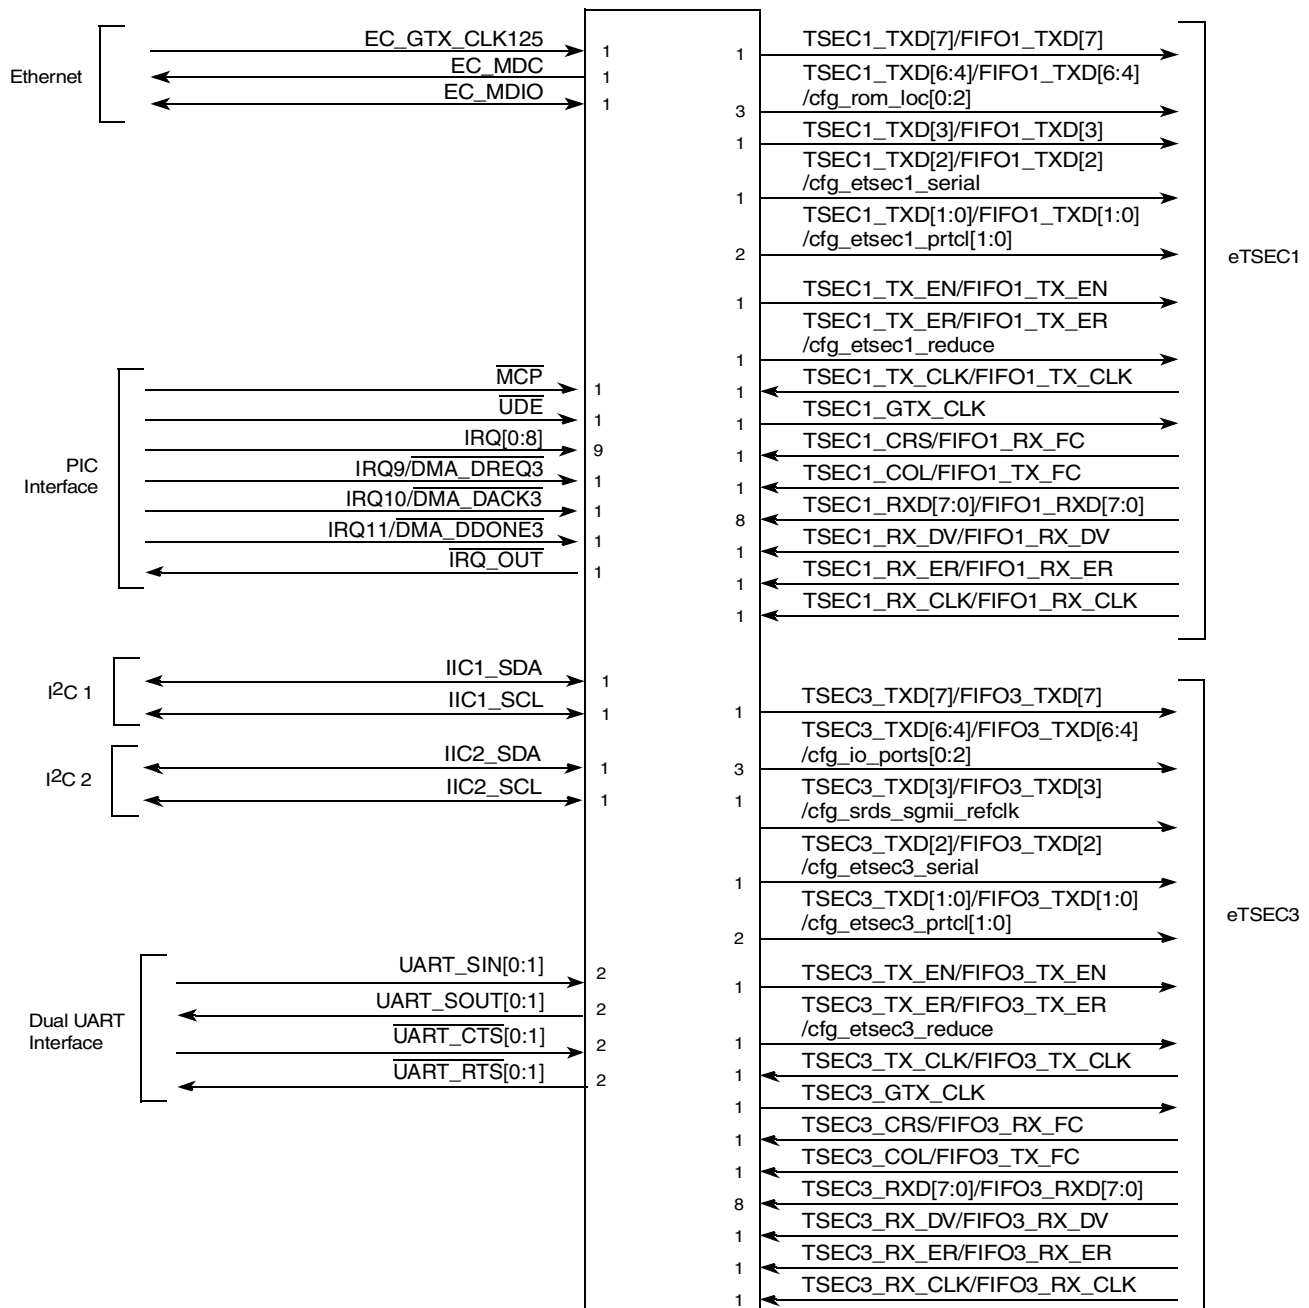 Ethernet
EC_GTX_CLK125
1
EC_MDC
1
EC_MDIO
1
PIC
Interface
MCP
1
UDE
1
IRQ[0:8]
9
IRQ9/DMA_DREQ3
1
IRQ10/DMA_DACK3
1
IRQ11/DMA_DDONE3
1
IRQ_OUT
1
I²C 1
IIC1_SDA
1
IIC1_SCL
1
I²C 2
IIC2_SDA
1
IIC2_SCL
1
Dual UART
Interface
UART_SIN[0:1]
2
UART_SOUT[0:1]
2
UART_CTS[0:1]
2
UART_RTS[0:1]
2
TSEC1_TXD[7]/FIFO1_TXD[7]
1
TSEC1_TXD[6:4]/FIFO1_TXD[6:4]
/cfg_rom_loc[0:2]
3
TSEC1_TXD[3]/FIFO1_TXD[3]
1
TSEC1_TXD[2]/FIFO1_TXD[2]
/cfg_etsec1_serial
1
TSEC1_TXD[1:0]/FIFO1_TXD[1:0]
/cfg_etsec1_prtcl[1:0]
2
TSEC1_TX_EN/FIFO1_TX_EN
1
TSEC1_TX_ER/FIFO1_TX_ER
/cfg_etsec1_reduce
1
TSEC1_TX_CLK/FIFO1_TX_CLK
1
TSEC1_GTX_CLK
1
TSEC1_CRS/FIFO1_RX_FC
1
TSEC1_COL/FIFO1_TX_FC
1
TSEC1_RXD[7:0]/FIFO1_RXD[7:0]
8
TSEC1_RX_DV/FIFO1_RX_DV
1
TSEC1_RX_ER/FIFO1_RX_ER
1
TSEC1_RX_CLK/FIFO1_RX_CLK
1
eTSEC1
TSEC3_TXD[7]/FIFO3_TXD[7]
1
TSEC3_TXD[6:4]/FIFO3_TXD[6:4]
/cfg_io_ports[0:2]
3
TSEC3_TXD[3]/FIFO3_TXD[3]
1
/cfg_srds_sgmii_refclk
TSEC3_TXD[2]/FIFO3_TXD[2]
/cfg_etsec3_serial
1
TSEC3_TXD[1:0]/FIFO3_TXD[1:0]
/cfg_etsec3_prtcl[1:0]
2
TSEC3_TX_EN/FIFO3_TX_EN
1
TSEC3_TX_ER/FIFO3_TX_ER
/cfg_etsec3_reduce
1
TSEC3_TX_CLK/FIFO3_TX_CLK
1
TSEC3_GTX_CLK
1
TSEC3_CRS/FIFO3_RX_FC
1
TSEC3_COL/FIFO3_TX_FC
1
TSEC3_RXD[7:0]/FIFO3_RXD[7:0]
8
TSEC3_RX_DV/FIFO3_RX_DV
1
TSEC3_RX_ER/FIFO3_RX_ER
1
TSEC3_RX_CLK/FIFO3_RX_CLK
1
eTSEC3